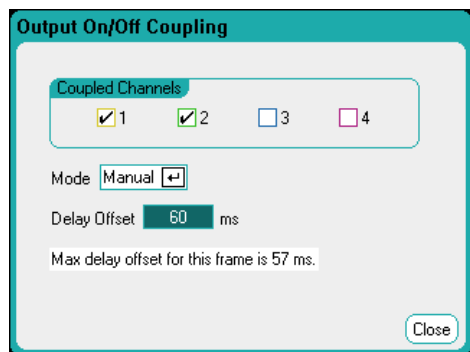 Output On/Off Coupling
Coupled Channels
1 2 3 4
Mode Manual
Delay Offset 60 ms
Max delay offset for this frame is 57 ms.
Close